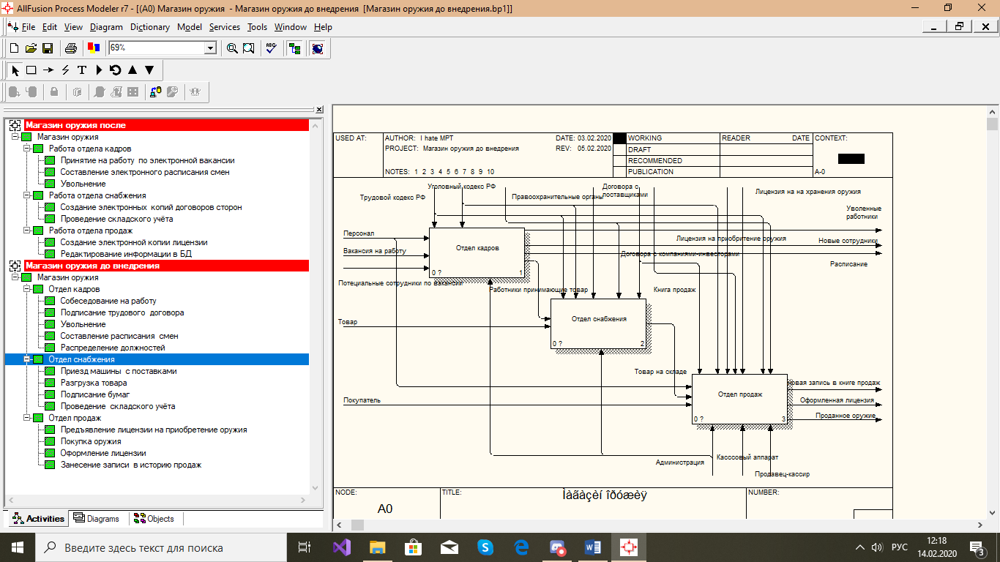 AllFusion Process Modeler r7 - [(A0) Магазин оружия - Магазин оружия до внедрения [Магазин оружия до внедрения.bp1]]
File Edit View Diagram Dictionary Model Services Tools Window Help
69%
ABC
T
Магазин оружия после
Магазин оружия
Работа отдела кадров
Принятие на работу по электронной вакансии
Составление электронного расписания смен
Увольнение
Работа отдела снабжения
Создание электронных копий договоров сторон
Проведение складского учёта
Работа отдела продаж
Создание электронной копии лицензии
Редактирование информации в БД
Магазин оружия до внедрения
Магазин оружия
Отдел кадров
Собеседование на работу
Подписание трудового договора
Увольнение
Составление расписания смен
Распределение должностей
Отдел снабжения
Приезд машины с поставками
Разгрузка товара
Подписание бумаг
Проведение складского учёта
Отдел продаж
Предъявление лицензии на приобретение оружия
Покупка оружия
Оформление лицензии
Занесение записи в историю продаж
Activities Diagrams Objects
USED AT: AUTHOR: I hate MPT DATE: 03.02.2020 WORKING READER DATE CONTEXT:
PROJECT: Магазин оружия до внедрения REV: 05.02.2020 DRAFT
RECOMMENDED
NOTES: 1 2 3 4 5 6 7 8 9 10 PUBLICATION A-0
Трудовой кодекс РФ
Уголовный кодекс РФ
Правоохранительные органы
Договора с
поставщиками
Лицензия на на хранения оружия
Уволенные
работники
Персонал
Вакансия на работу
Отдел кадров
0 ? 1
Лицензия на приобритение оружия
Новые сотрудники
Договора с компаниями-инвесторами
Расписание
Потециальные сотрудники по вакансии
Работники принимающие товар
Книга продаж
Товар
Отдел снабжения
0 ? 2
Товар на складе
Покупатель
Отдел продаж
0 ? 3
новая запись в книге продаж
Оформленная лицензия
Проданное оружие
Администрация
Касссовый аппарат
Продавец-кассир
NODE: TITLE: NUMBER:
A0
Ìàãàçèí îðóæèÿ
Введите здесь текст для поиска
РУС
12:18
14.02.2020
3